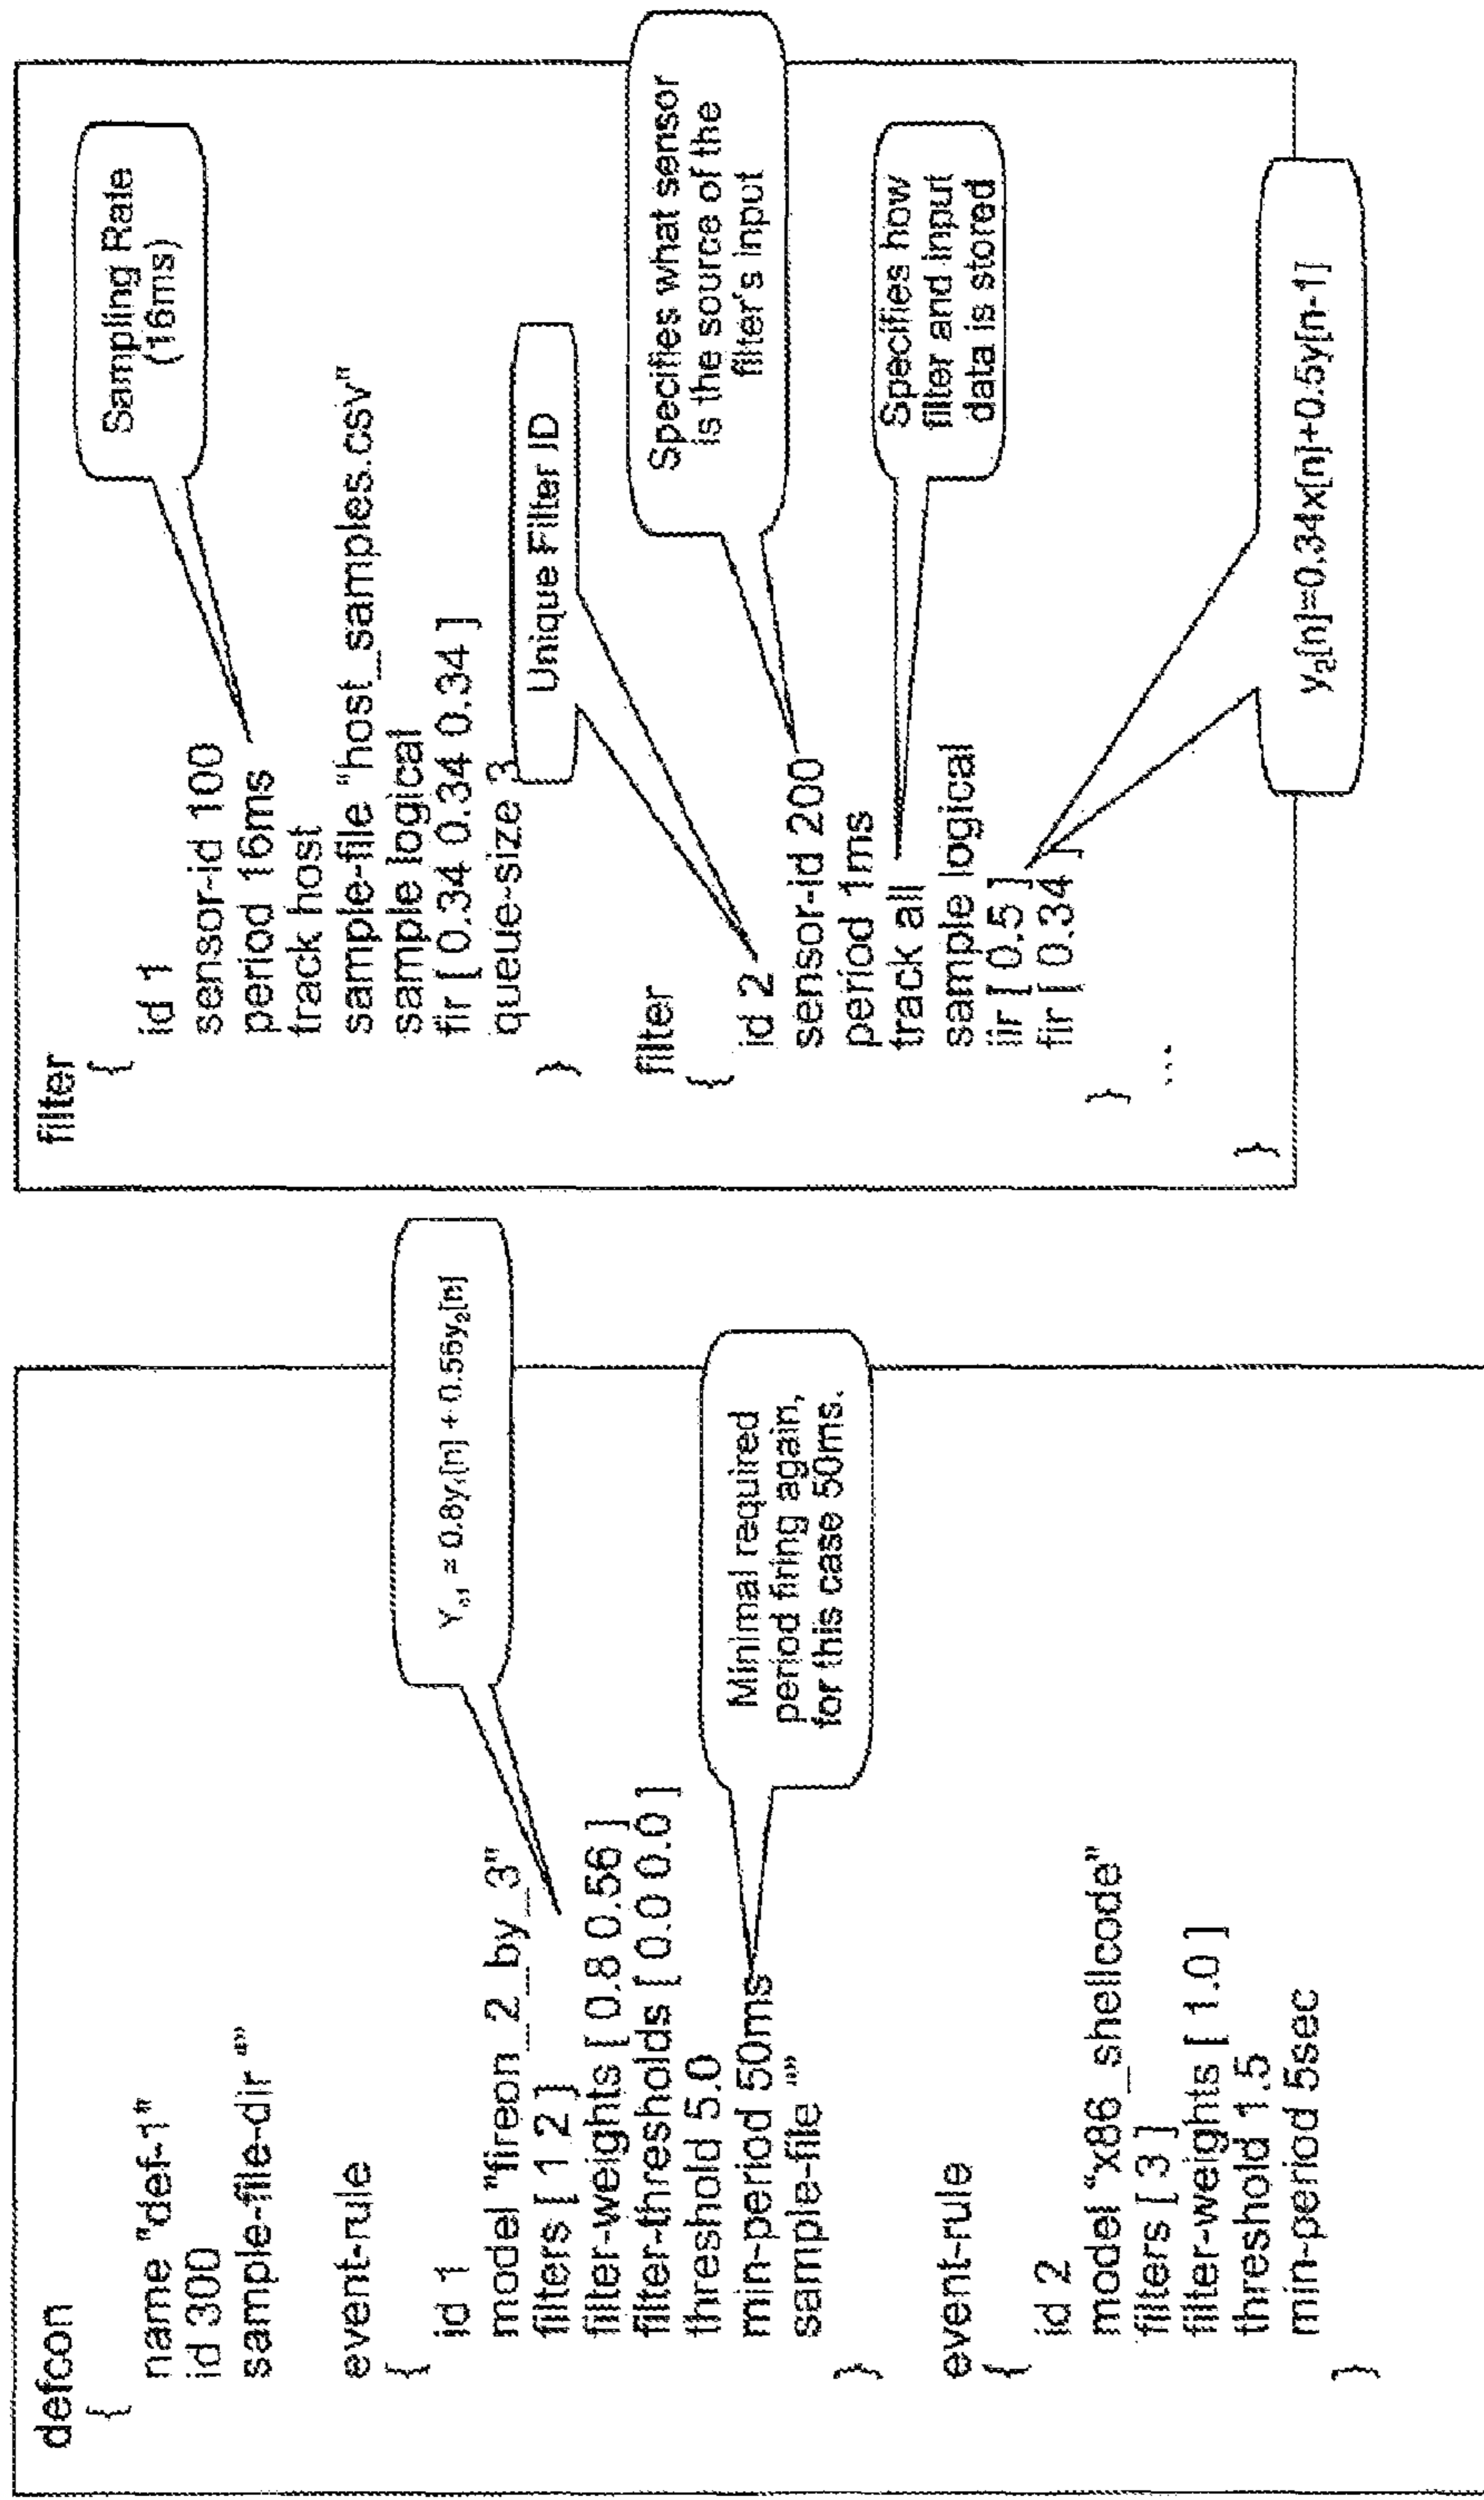 defcon
{
name "def-1"
id 300
sample-file-dir ""
event-rule
{
id 1
model "fireon_2_by_3"
filters [ 1 2 ]
filter-weights [ 0.8 0.56 ]
filter-thresholds [ 0.0 0.0 ]
threshold 5.0
min-period 50ms
sample-file ""
}
event-rule
{
id 2
model "x86_shellcode"
filters [ 3 ]
filter-weights [ 1.0 ]
threshold 1.5
min-period 5sec
}
= 0.8y₁[n] + 0.56y₂[n]
Minimal required
period firing again,
for this case 50ms.
filter
{
id 1
sensor-id 100
period 16ms
track host
sample-file "host_samples.csv"
sample logical
fir [ 0.34 0.34 0.34 ]
queue-size 3
}
filter
{
id 2
sensor-id 200
period 1ms
track all
sample logical
iir [ 0.5 ]
fir [ 0.34 ]
}
...
}
Sampling Rate
(16ms)
Unique Filter ID
Specifies what sensor
is the source of the
filter's input
Specifies how
filter and input
data is stored
y₂[n]=0.34x[n]+0.5y[n-1]